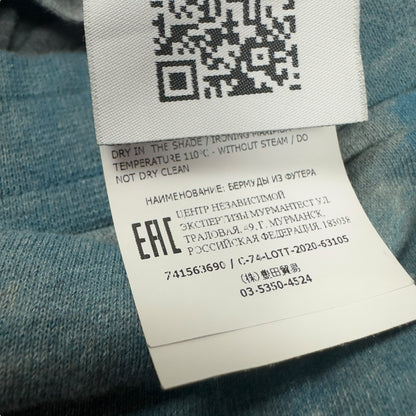 DRY IN THE SHADE / IRONING MAXIMUM
TEMPERATURE 110°C - WITHOUT STEAM / DO
NOT DRY CLEAN
НАИМЕНОВАНИЕ: БЕРМУДЫ ИЗ ФУТЕРА
EAC
ЦЕНТР НЕЗАВИСИМОЙ
ЭКСПЕРТИЗЫ МУРМАНТЕСТ УЛ.
ТРАЛОВАЯ, 49, Г. МУРМАНСК,
РОССИЙСКАЯ ФЕДЕРАЦИЯ, 183038
741563690 / C-74-LOTT-2020-63105
(株)豊田貿易
03-5350-4524